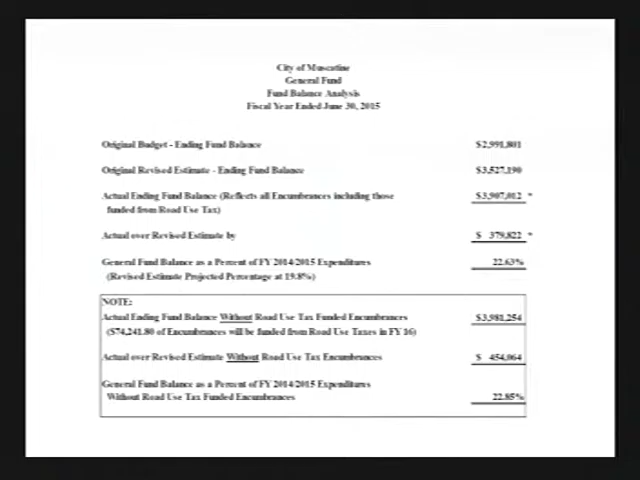 City of Muscatine
General Fund
Fund Balance Analysis
Fiscal Year Ended June 30, 2015
Original Budget - Ending Fund Balance $2,991,801
Original Revised Estimate - Ending Fund Balance $3,527,190
Actual Ending Fund Balance (Reflects all Encumbrances including those $3,907,012 *
funded from Road Use Tax)
Actual over Revised Estimate by $ 379,822 *
General Fund Balance as a Percent of FY 2014/2015 Expenditures 22.63%
(Revised Estimate Projected Percentage at 19.8%)
NOTE:
Actual Ending Fund Balance Without Road Use Tax Funded Encumbrances $3,981,254
($74,241.80 of Encumbrances will be funded from Road Use Taxes in FY 16)
Actual over Revised Estimate Without Road Use Tax Encumbrances $ 454,064
General Fund Balance as a Percent of FY 2014/2015 Expenditures
Without Road Use Tax Funded Encumbrances 22.85%